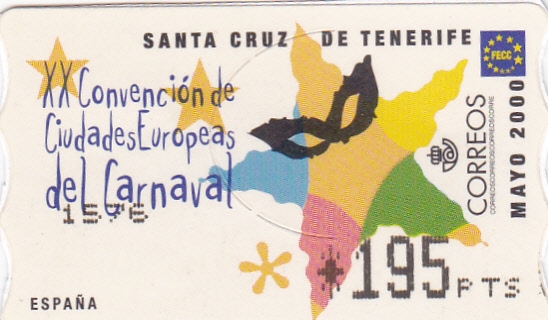 SANTA CRUZ DE TENERIFE
FECC
XX Convención de
Ciudades Europeas
del Carnaval
1576
CORREOS
CORREOSCORREOSCORREOSCORREOSCORRE
MAYO 2000
*195 PTS
ESPAÑA